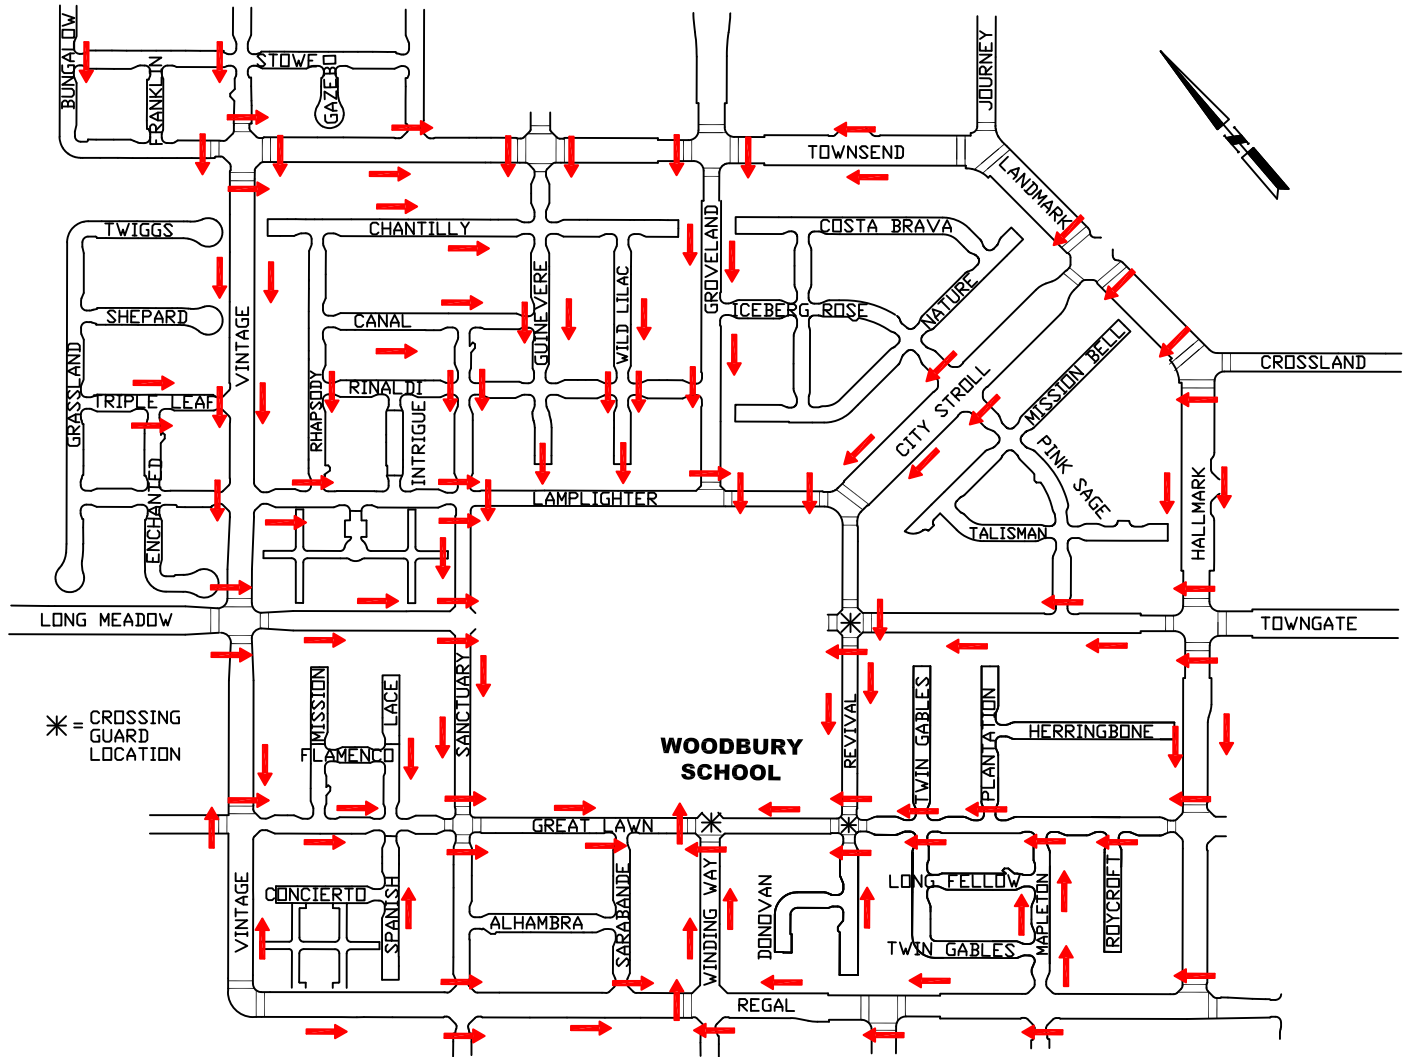 BUNGALOW
FRANKLIN
STOWE
GAZEBO
JOURNEY
TOWNSEND
LANDMARK
N
TWIGGS
CHANTILLY
GROVELAND
COSTA BRAVA
SHEPARD
VINTAGE
CANAL
GUINEVERE
WILD LILAC
ICEBERG ROSE
NATURE
GRASSLAND
TRIPLE LEAF
RHAPSODY
RINALDI
INTRIGUE
CITY STROLL
MISSION BELL
CROSSLAND
ENCHANTED
LAMPLIGHTER
PINK SAGE
TALISMAN
HALLMARK
LONG MEADOW
TOWNGATE
= CROSSING
GUARD
LOCATION
MISSION
LACE
FLAMENCO
SANCTUARY
WOODBURY
SCHOOL
REVIVAL
TWIN GABLES
PLANTATION
HERRINGBONE
GREAT LAWN
VINTAGE
CONCIERTO
SPANISH
ALHAMBRA
SARABANDE
WINDING WAY
DONOVAN
LONG FELLOW
TWIN GABLES
MAPLETON
ROYCROFT
REGAL